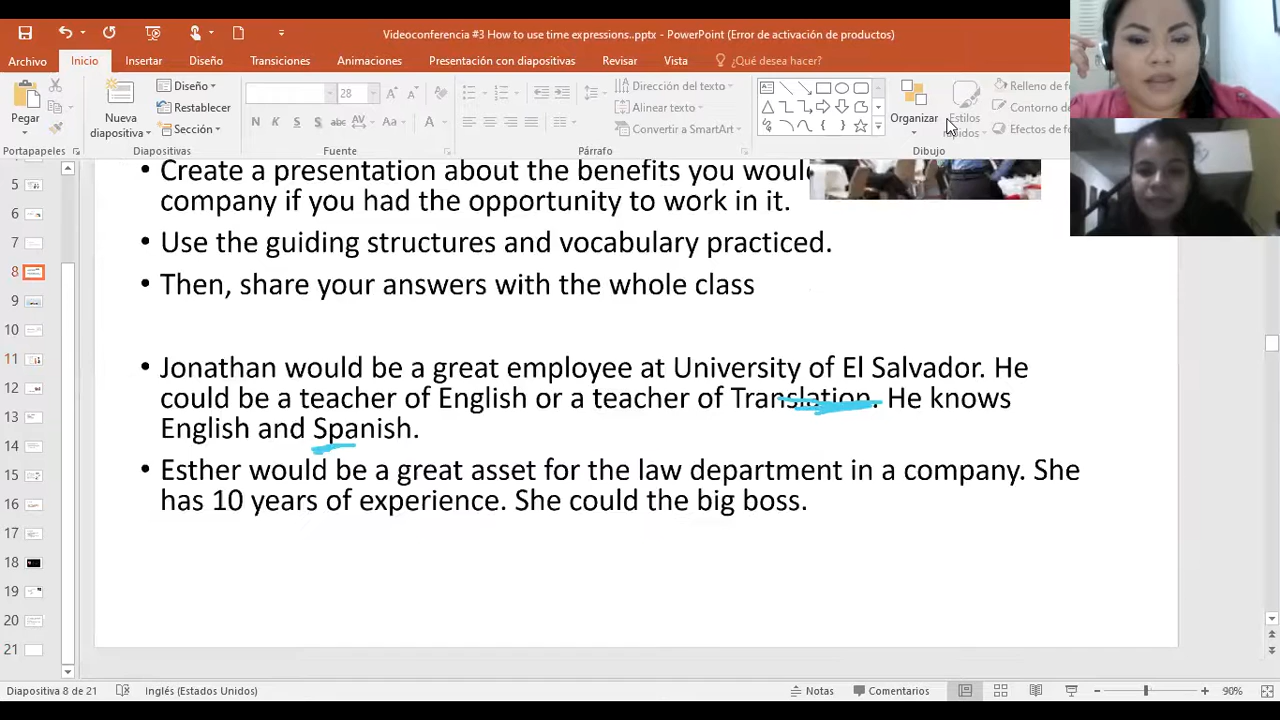 Videoconferencia #3 How to use time expressions..pptx - PowerPoint (Error de activación de productos)
Archivo Inicio Insertar Diseño Transiciones Animaciones Presentación con diapositivas Revisar Vista ¿Qué desea hacer?
Pegar
Nueva diapositiva
Diseño
Restablecer
Sección
28
N K S
Aa
A
Dirección del texto
Alinear texto
Convertir a SmartArt
Organizar
Estilos
Relleno de
Contorno de
Efectos de
Portapapeles Diapositivas Fuente Párrafo Dibujo
• Create a presentation about the benefits you would
company if you had the opportunity to work in it.
• Use the guiding structures and vocabulary practiced.
• Then, share your answers with the whole class
• Jonathan would be a great employee at University of El Salvador. He
could be a teacher of English or a teacher of Translation. He knows
English and Spanish.
• Esther would be a great asset for the law department in a company. She
has 10 years of experience. She could the big boss.
5
6
7
8
9
10
11
12
13
14
15
16
17
18
19
20
21
Diapositiva 8 de 21 Inglés (Estados Unidos) Notas Comentarios 90%